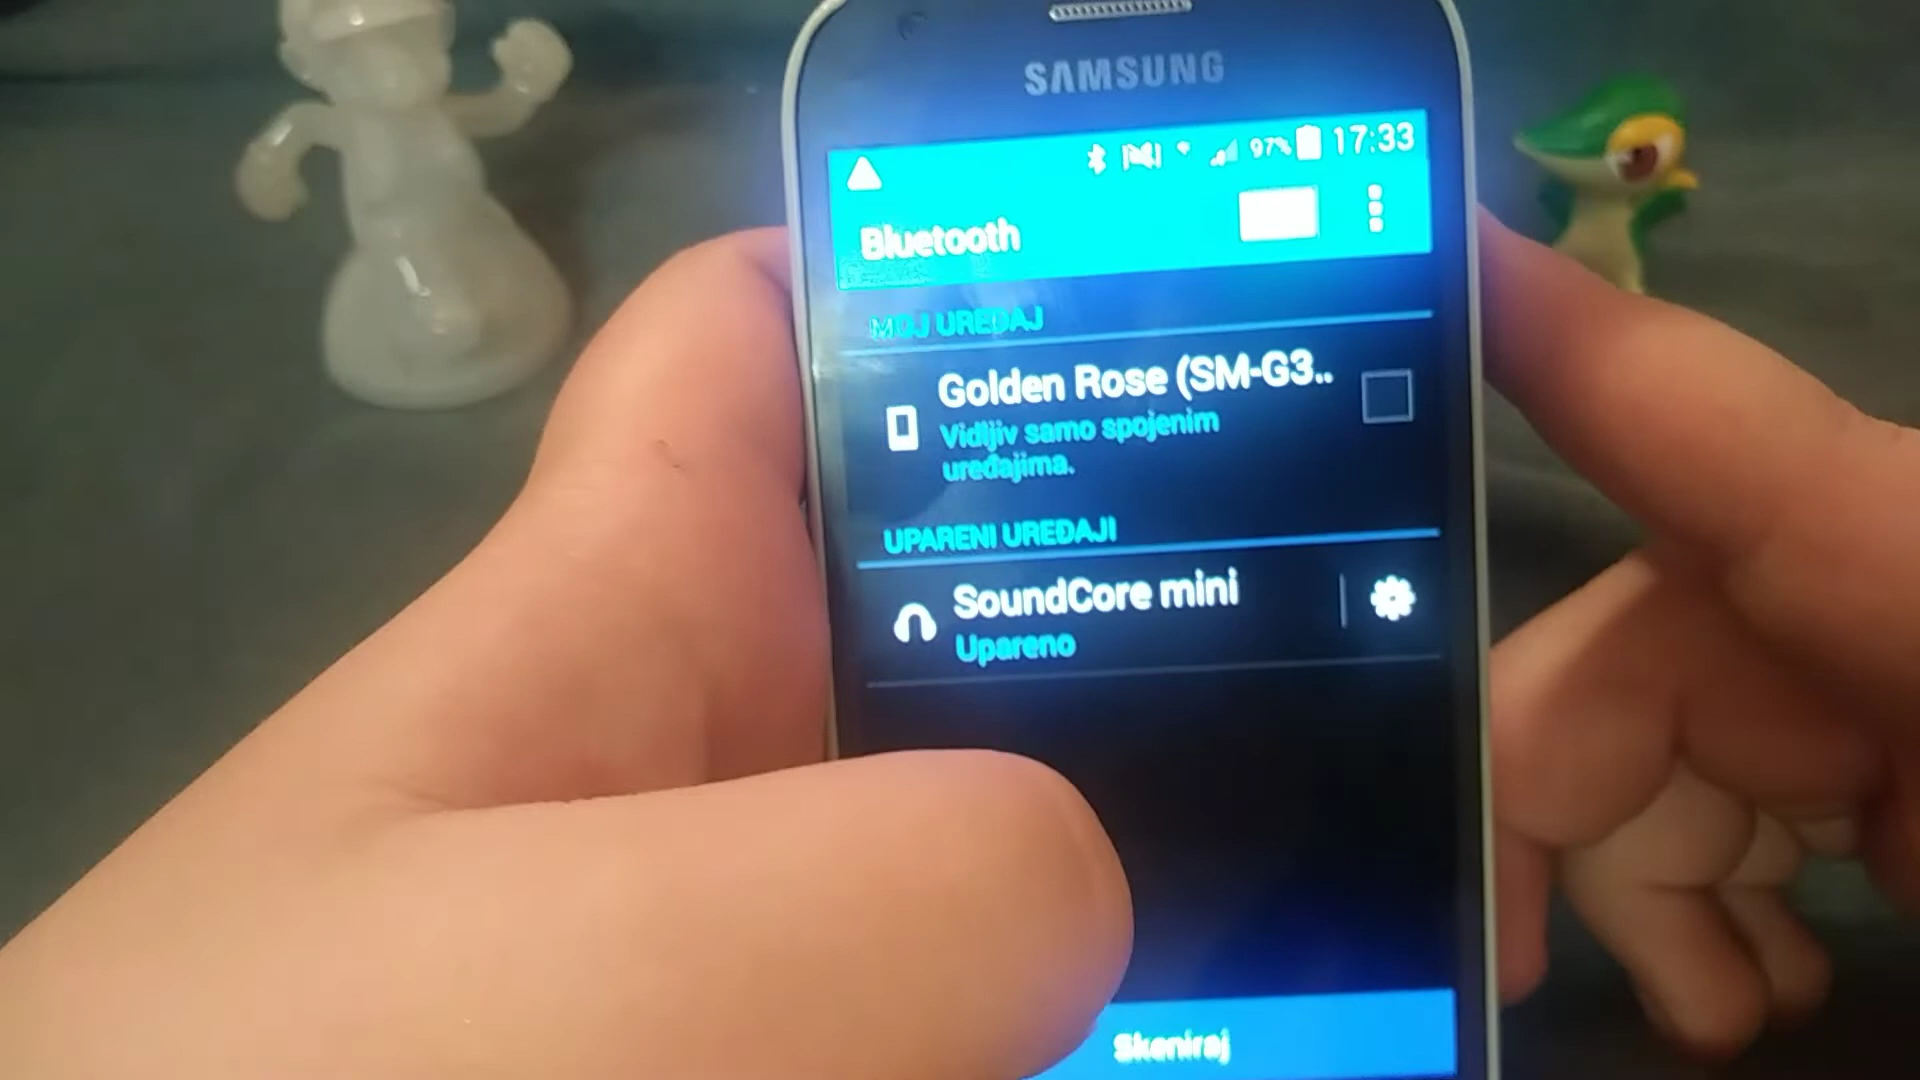 SAMSUNG
97% 17:33
Bluetooth
MOJ UREĐAJ
Golden Rose (SM-G3..
Vidljiv samo spojenim
uređajima.
UPARENI UREĐAJI
SoundCore mini
Upareno
Skeniraj